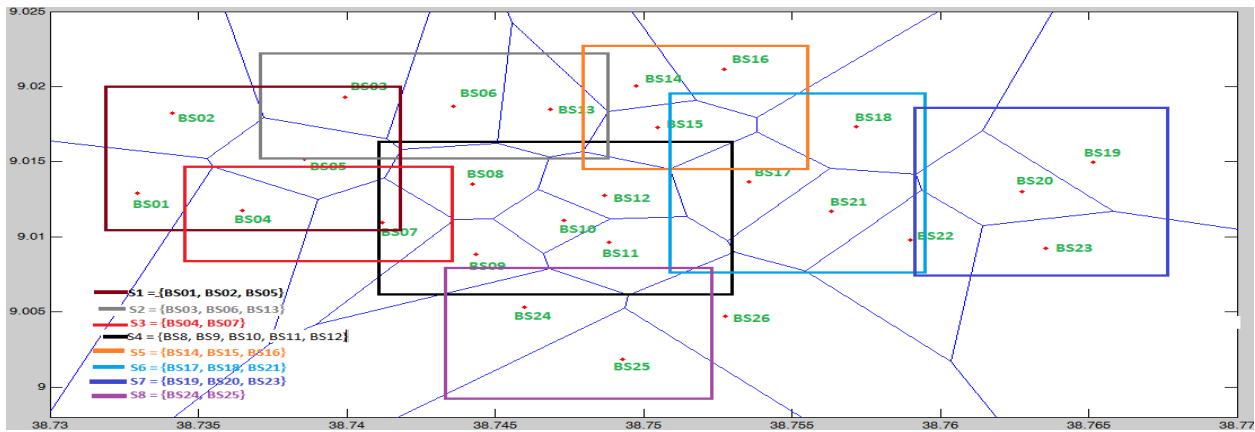 9.025
BS16
BS14
9.02
BS03
BS06
BS13
BS02
BS18
BS15
9.015
BS05
BS19
BS08
BS17
BS20
BS12
BS01
BS04
BS21
9.01
BS07
BS10
BS22
BS11
BS23
BS09
S1 = {BS01, BS02, BS05}
9.005
S2 = {BS03, BS06, BS13}
BS24
BS26
S3 = {BS04, BS07}
S4 = {BS8, BS9, BS10, BS11, BS12}
S5 = {BS14, BS15, BS16}
BS25
9
S6 = {BS17, BS18, BS21}
S7 = {BS19, BS20, BS23}
S8 = {BS24, BS25}
38.73 38.735 38.74 38.745 38.75 38.755 38.76 38.765 38.77